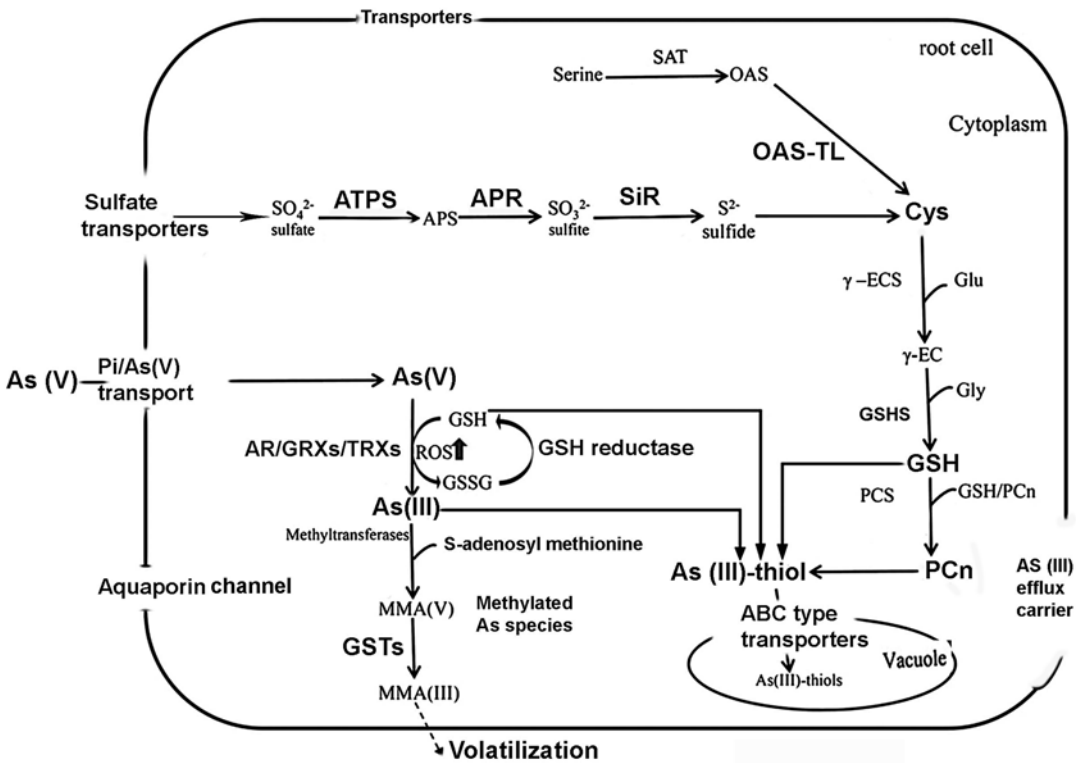 Transporters
root cell
SAT
Serine
OAS
Cytoplasm
OAS-TL
Sulfate
transporters
SO₄²⁻
sulfate
ATPS
APS
APR
SO₃²⁻
sulfite
SiR
S²⁻
sulfide
Cys
γ –ECS
Glu
γ-EC
As (V)
Pi/As(V)
transport
As(V)
Gly
GSHS
GSH
AR/GRXs/TRXs
ROS
GSSG
GSH reductase
GSH
PCS
GSH/PCn
As(III)
Methyltransferases
S-adenosyl methionine
As (III)-thiol
PCn
AS (III)
efflux
carrier
Aquaporin channel
MMA(V)
Methylated
As species
GSTs
MMA(III)
ABC type
transporters
Vacuole
As(III)-thiols
Volatilization